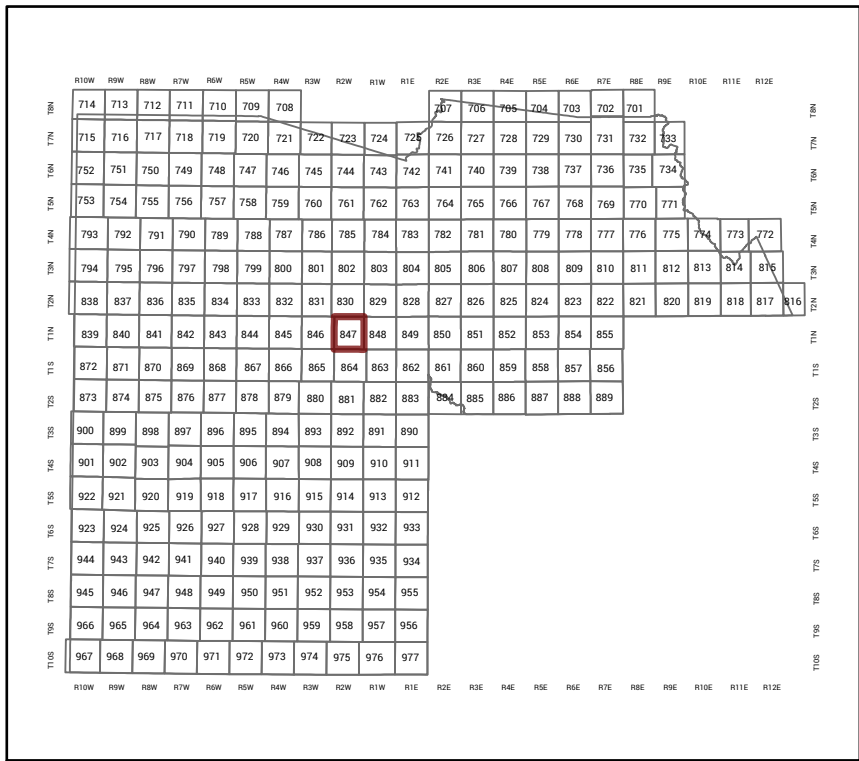 R10W R9W R8W R7W R6W R5W R4W R3W R2W R1W R1E R2E R3E R4E R5E R6E R7E R8E R9E R10E R11E R12E
T8N 714 713 712 711 710 709 708 707 706 705 704 703 702 701 T8N
T7N 715 716 717 718 719 720 721 722 723 724 725 726 727 728 729 730 731 732 733 T7N
T6N 752 751 750 749 748 747 746 745 744 743 742 741 740 739 738 737 736 735 734 T6N
T5N 753 754 755 756 757 758 759 760 761 762 763 764 765 766 767 768 769 770 771 T5N
T4N 793 792 791 790 789 788 787 786 785 784 783 782 781 780 779 778 777 776 775 774 773 772 T4N
T3N 794 795 796 797 798 799 800 801 802 803 804 805 806 807 808 809 810 811 812 813 814 815 T3N
T2N 838 837 836 835 834 833 832 831 830 829 828 827 826 825 824 823 822 821 820 819 818 817 816 T2N
T1N 839 840 841 842 843 844 845 846 847 848 849 850 851 852 853 854 855 T1N
T1S 872 871 870 869 868 867 866 865 864 863 862 861 860 859 858 857 856 T1S
T2S 873 874 875 876 877 878 879 880 881 882 883 884 885 886 887 888 889 T2S
T3S 900 899 898 897 896 895 894 893 892 891 890 T3S
T4S 901 902 903 904 905 906 907 908 909 910 911 T4S
T5S 922 921 920 919 918 917 916 915 914 913 912 T5S
T6S 923 924 925 926 927 928 929 930 931 932 933 T6S
T7S 944 943 942 941 940 939 938 937 936 935 934 T7S
T8S 945 946 947 948 949 950 951 952 953 954 955 T8S
T9S 966 965 964 963 962 961 960 959 958 957 956 T9S
T10S 967 968 969 970 971 972 973 974 975 976 977 T10S
R10W R9W R8W R7W R6W R5W R4W R3W R2W R1W R1E R2E R3E R4E R5E R6E R7E R8E R9E R10E R11E R12E